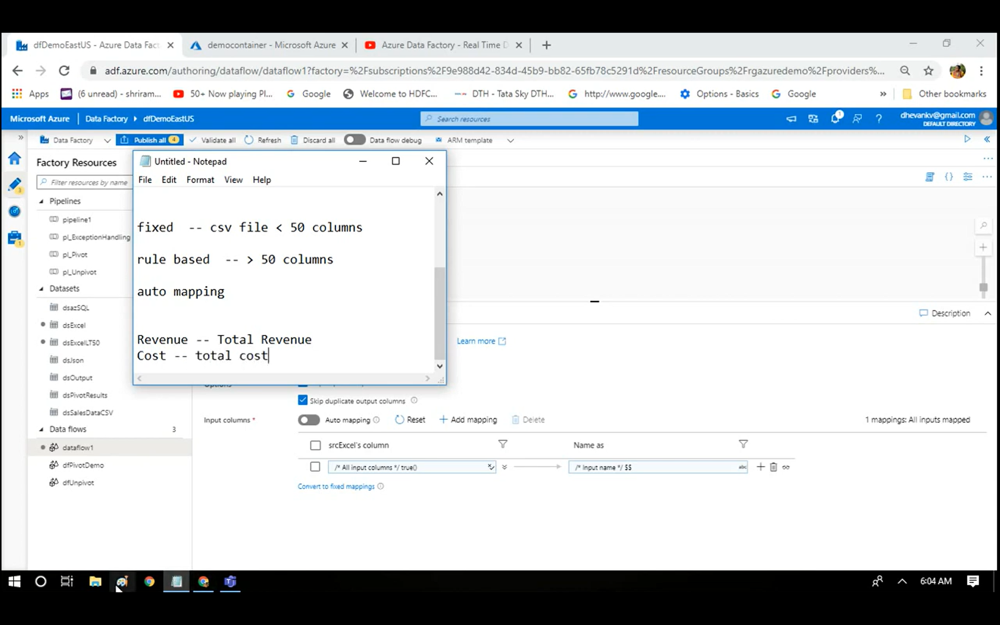 dfDemoEastUS - Azure Data Fact
democontainer - Microsoft Azure
Azure Data Factory - Real Time D
adf.azure.com/authoring/dataflow/dataflow1?factory=%2Fsubscriptions%2F9e988d42-834d-45b9-bb82-65fb78c5291d%2FresourceGroups%2Frgazuredemo%2Fproviders%...
Apps
(6 unread) - shriram...
50+ Now playing Pl...
Google
Welcome to HDFC...
DTH - Tata Sky DTH...
http://www.google....
Options - Basics
Google
»
Other bookmarks
Microsoft Azure
Data Factory
dfDemoEastUS
Search resources
1
dhevankv@gmail.com
DEFAULT DIRECTORY
Data Factory
Publish all 4
Validate all
Refresh
Discard all
Data flow debug
ARM template
Factory Resources
Filter resources by name
3
1
Pipelines
pipeline1
pl_ExceptionHandling
pl_Pivot
pl_Unpivot
Datasets
dsazSQL
dsExcel
dsExcelLT50
dsJson
dsOutput
dsPivotResults
dsSalesDataCSV
Data flows 3
dataflow1
dfPivotDemo
dfUnpivot
Untitled - Notepad
File Edit Format View Help
fixed -- csv file < 50 columns
rule based -- > 50 columns
auto mapping
Revenue -- Total Revenue
Cost -- total cost
Description
Learn more
Skip duplicate output columns
Input columns *
Auto mapping
Reset
Add mapping
Delete
1 mappings: All inputs mapped
srcExcel's column
Name as
/* All input columns */ true()
/* Input name */ $$
abc
Convert to fixed mappings
6:04 AM